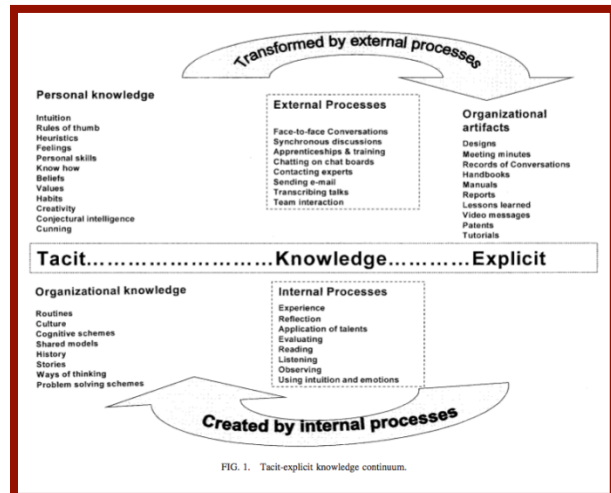 Transformed by external processes
Personal knowledge
Intuition
Rules of thumb
Heuristics
Feelings
Personal skills
Know how
Beliefs
Values
Habits
Creativity
Conjectural intelligence
Cunning
External Processes
Face-to-face Conversations
Synchronous discussions
Apprenticeships & training
Chatting on chat boards
Contacting experts
Sending e-mail
Transcribing talks
Team interaction
Organizational
artifacts
Designs
Meeting minutes
Records of Conversations
Handbooks
Manuals
Reports
Lessons learned
Video messages
Patents
Tutorials
Tacit……………………Knowledge………Explicit
Organizational knowledge
Routines
Culture
Cognitive schemes
Shared models
History
Stories
Ways of thinking
Problem solving schemes
Internal Processes
Experience
Reflection
Application of talents
Evaluating
Reading
Listening
Observing
Using intuition and emotions
Created by internal processes
FIG. 1. Tacit-explicit knowledge continuum.